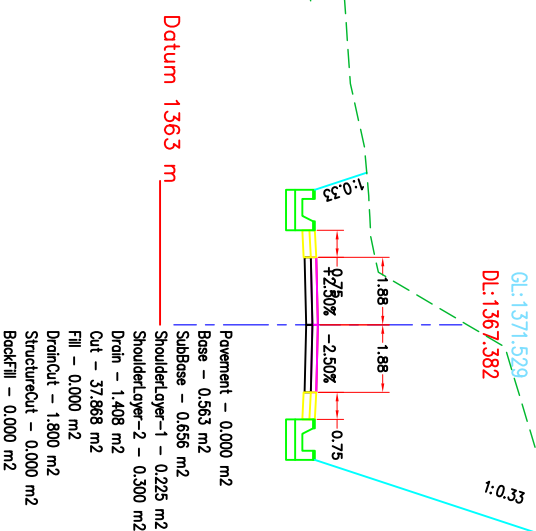 GL:1371.529
DL:1367.382
1:0.33
1:0.33
1.88
1.88
0.75
0.75
+2.50%
-2.50%
Datum 1363 m
Pavement - 0.000 m2
Base - 0.563 m2
SubBase - 0.656 m2
ShoulderLayer-1 - 0.225 m2
ShoulderLayer-2 - 0.300 m2
Drain - 1.408 m2
Cut - 37.868 m2
Fill - 0.000 m2
DrainCut - 1.800 m2
StructureCut - 0.000 m2
BackFill - 0.000 m2